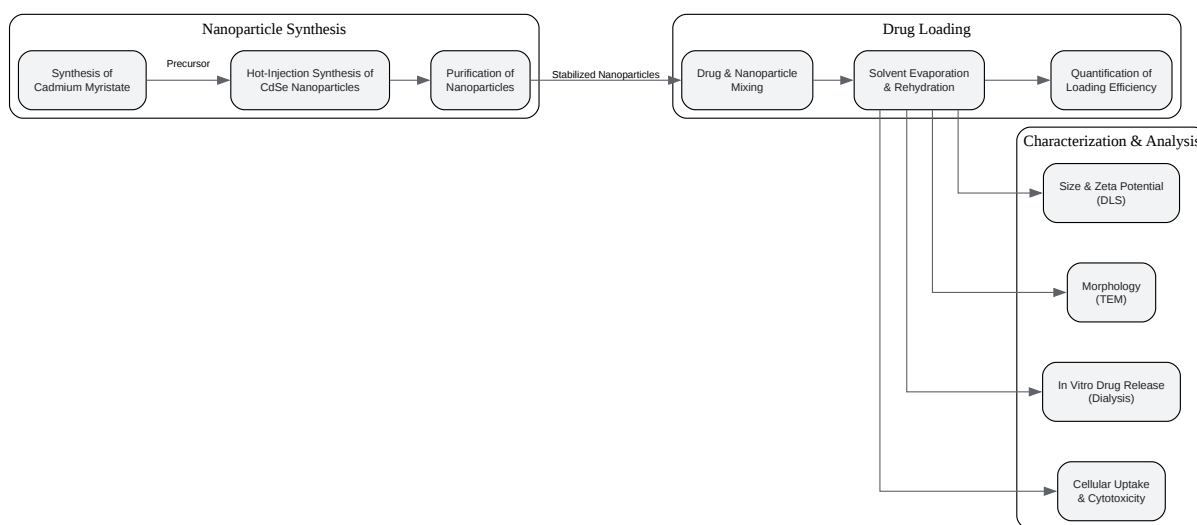 Nanoparticle Synthesis
Synthesis of
Cadmium Myristate
Precursor
Hot-Injection Synthesis of
CdSe Nanoparticles
Purification of
Nanoparticles
Stabilized Nanoparticles
Drug Loading
Drug & Nanoparticle
Mixing
Solvent Evaporation
& Rehydration
Quantification of
Loading Efficiency
Characterization & Analysis
Size & Zeta Potential
(DLS)
Morphology
(TEM)
In Vitro Drug Release
(Dialysis)
Cellular Uptake
& Cytotoxicity